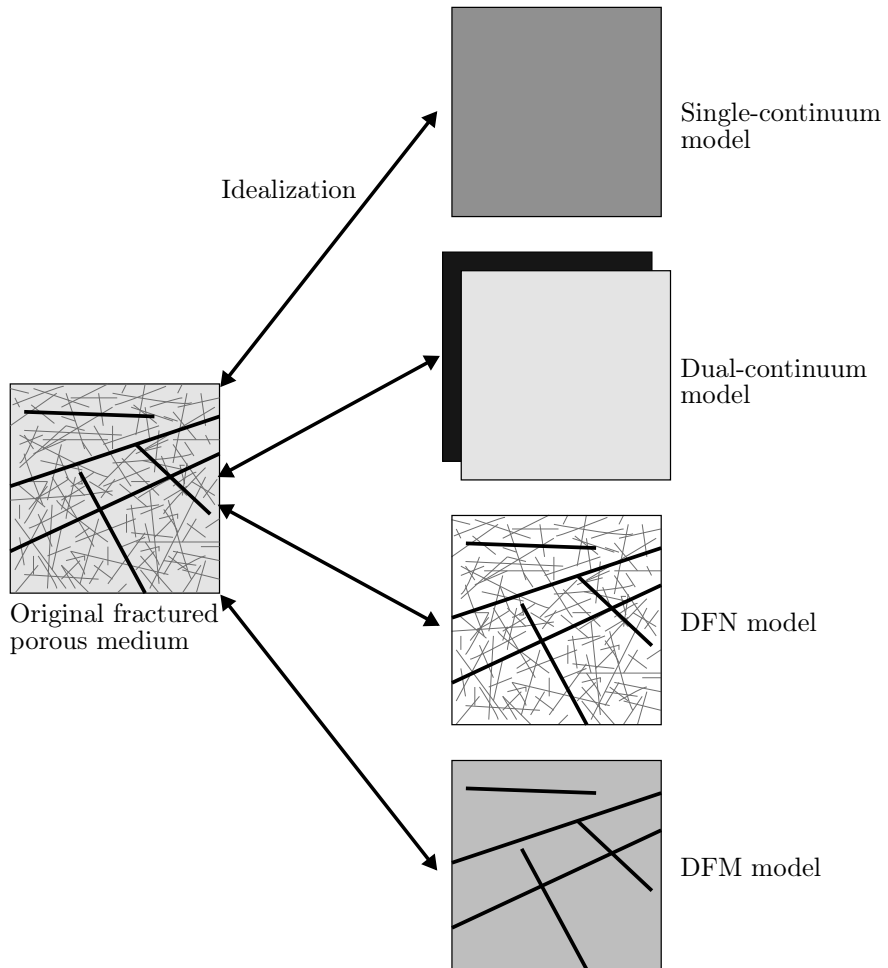 Single-continuum
model
Idealization
Dual-continuum
model
Original fractured
porous medium
DFN model
DFM model